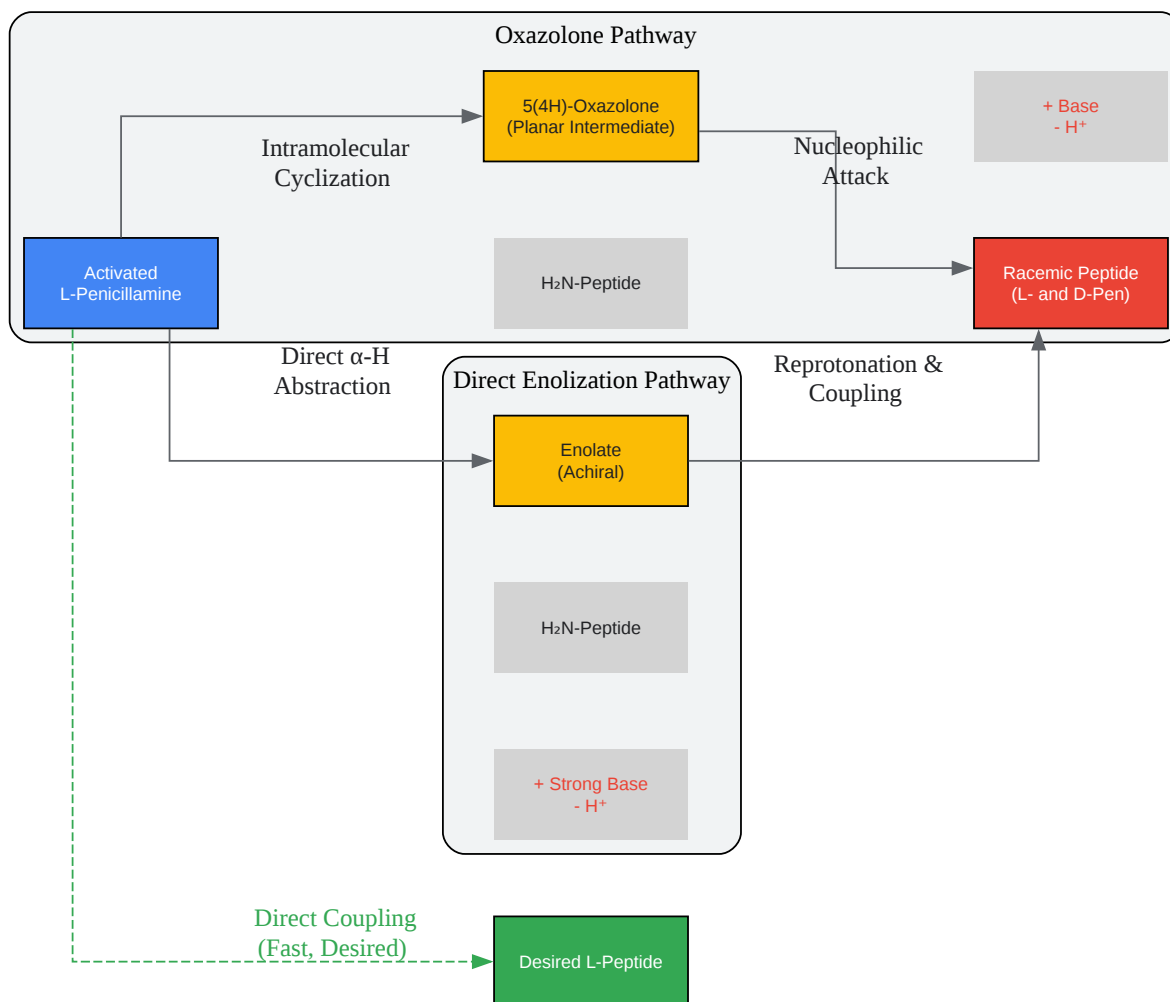 Oxazolone Pathway
5(4H)-Oxazolone
(Planar Intermediate)
+ Base
- H⁺
Intramolecular
Cyclization
Nucleophilic
Attack
Activated
L-Penicillamine
H₂N-Peptide
Racemic Peptide
(L- and D-Pen)
Direct α-H
Abstraction
Direct Enolization Pathway
Reprotonation &
Coupling
Enolate
(Achiral)
H₂N-Peptide
+ Strong Base
- H⁺
Direct Coupling
(Fast, Desired)
Desired L-Peptide